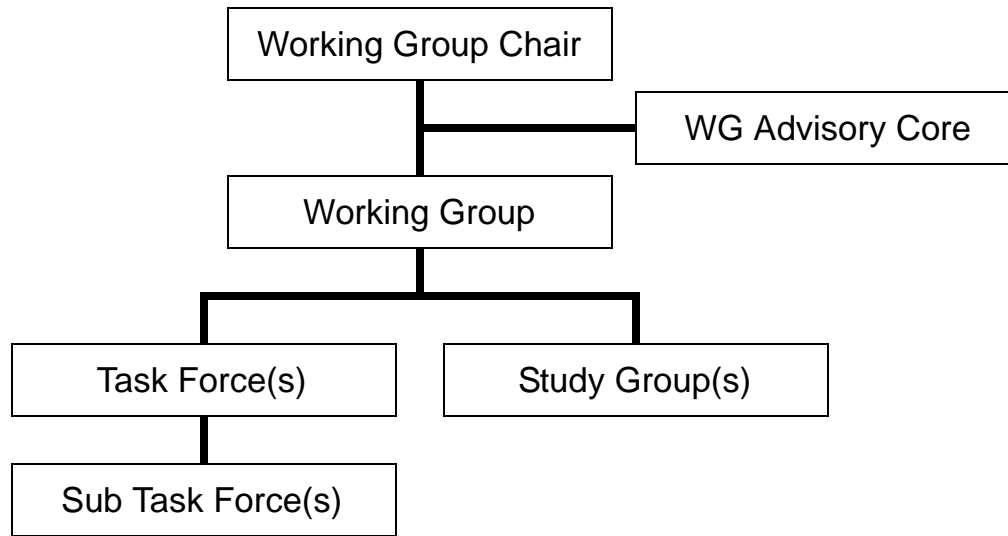 Working Group Chair
WG Advisory Core
Working Group
Task Force(s)
Study Group(s)
Sub Task Force(s)